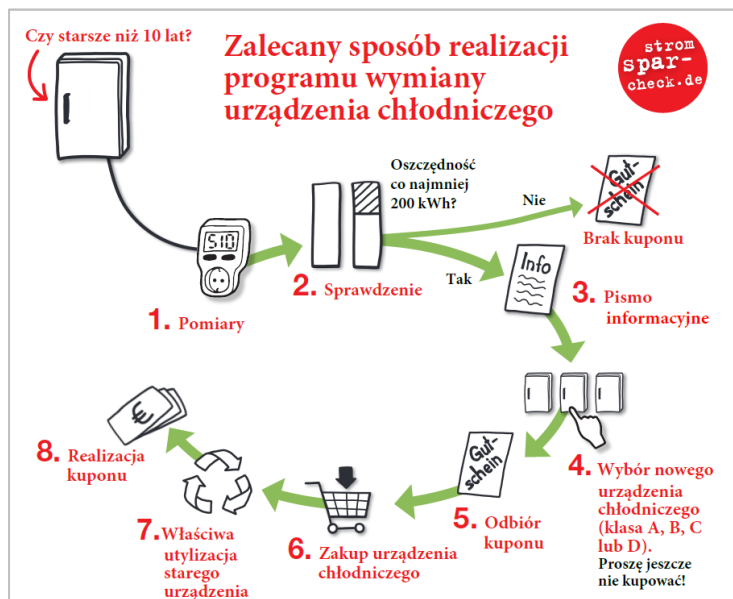 Czy starsze niż 10 lat?
Zalecany sposób realizacji
programu wymiany
urządzenia chłodniczego
strom
spar-
check.de
Oszczędność
co najmniej
200 kWh?
Nie
Gut-
schein
Brak kuponu
510
1. Pomiary
2. Sprawdzenie
Tak
Info
3. Pismo
informacyjne
4. Wybór nowego
urządzenia
chłodniczego
(klasa A, B, C
lub D).
Proszę jeszcze
nie kupować!
Gut-
schein
5. Odbiór
kuponu
6. Zakup urządzenia
chłodniczego
7. Właściwa
utylizacja
starego
urządzenia
€
8. Realizacja
kuponu